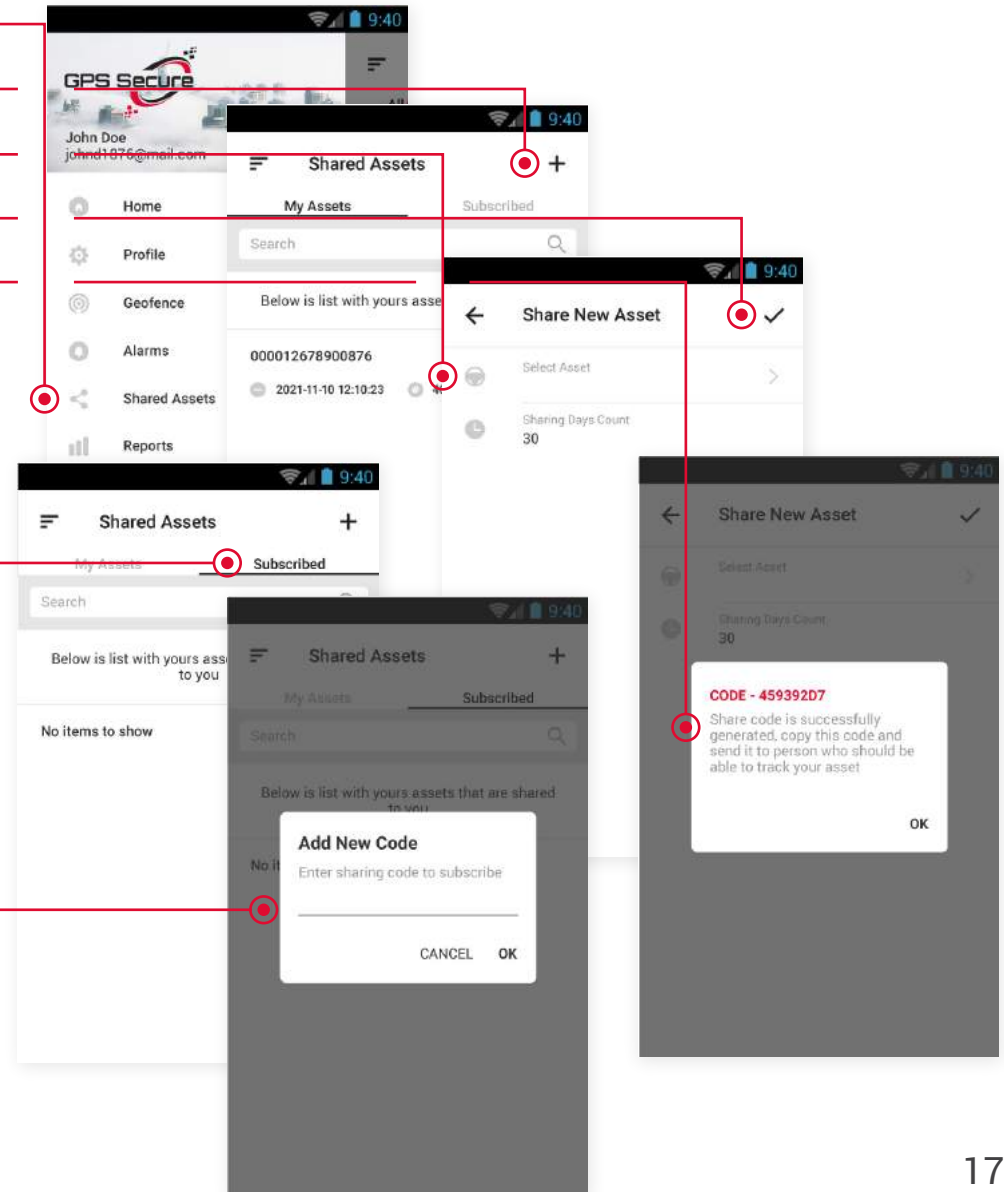 9:40
GPS Secure
All
John Doe
johnd1876@mail.com
Home
Profile
Geofence
Alarms
Shared Assets
Reports
9:40
Shared Assets
My Assets Subscribed
Search
Below is list with yours asse
000012678900876
2021-11-10 12:10:23
9:40
Share New Asset
Select Asset
Sharing Days Count
30
9:40
Shared Assets
My Assets Subscribed
Search
Below is list with yours ass
to you
No items to show
9:40
Shared Assets
My Assets Subscribed
Search
Below is list with yours assets that are shared
to you
No it
Add New Code
Enter sharing code to subscribe
CANCEL OK
9:40
Share New Asset
Select Asset
Sharing Days Count
30
CODE - 459392D7
Share code is successfully
generated, copy this code and
send it to person who should be
able to track your asset
OK
17